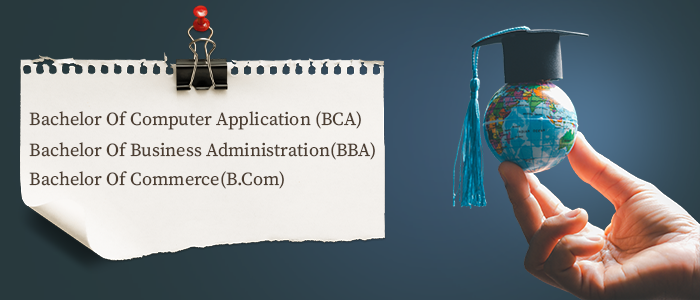 Bachelor Of Computer Application (BCA)
Bachelor Of Business Administration(BBA)
Bachelor Of Commerce(B.Com)